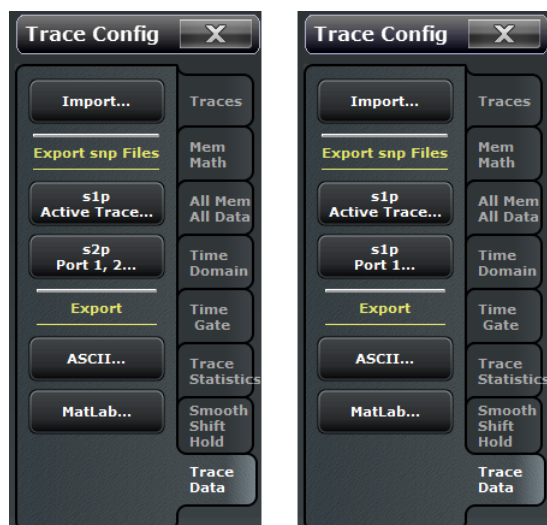 Trace Config X
Import...
Export snp Files
s1p
Active Trace...
s2p
Port 1, 2...
Export
ASCII...
MatLab...
Traces
Mem
Math
All Mem
All Data
Time
Domain
Time
Gate
Trace
Statistics
Smooth
Shift
Hold
Trace
Data
Trace Config X
Import...
Export snp Files
s1p
Active Trace...
s1p
Port 1...
Export
ASCII...
MatLab...
Traces
Mem
Math
All Mem
All Data
Time
Domain
Time
Gate
Trace
Statistics
Smooth
Shift
Hold
Trace
Data